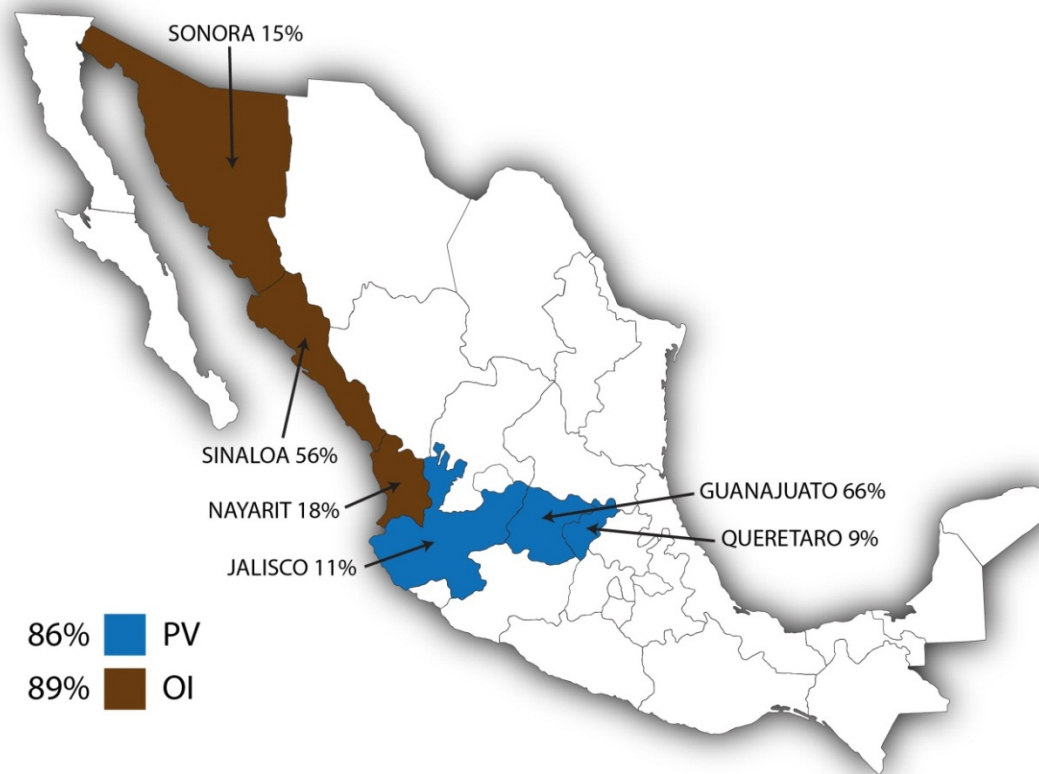 SONORA 15%
SINALOA 56%
NAYARIT 18%
JALISCO 11%
GUANAJUATO 66%
QUERETARO 9%
86% PV
89% OI